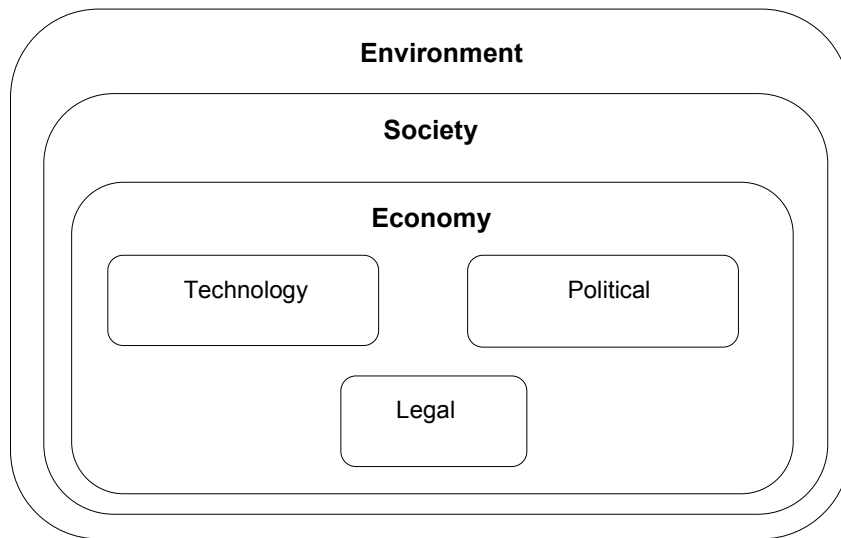 Environment
Society
Economy
Technology
Political
Legal